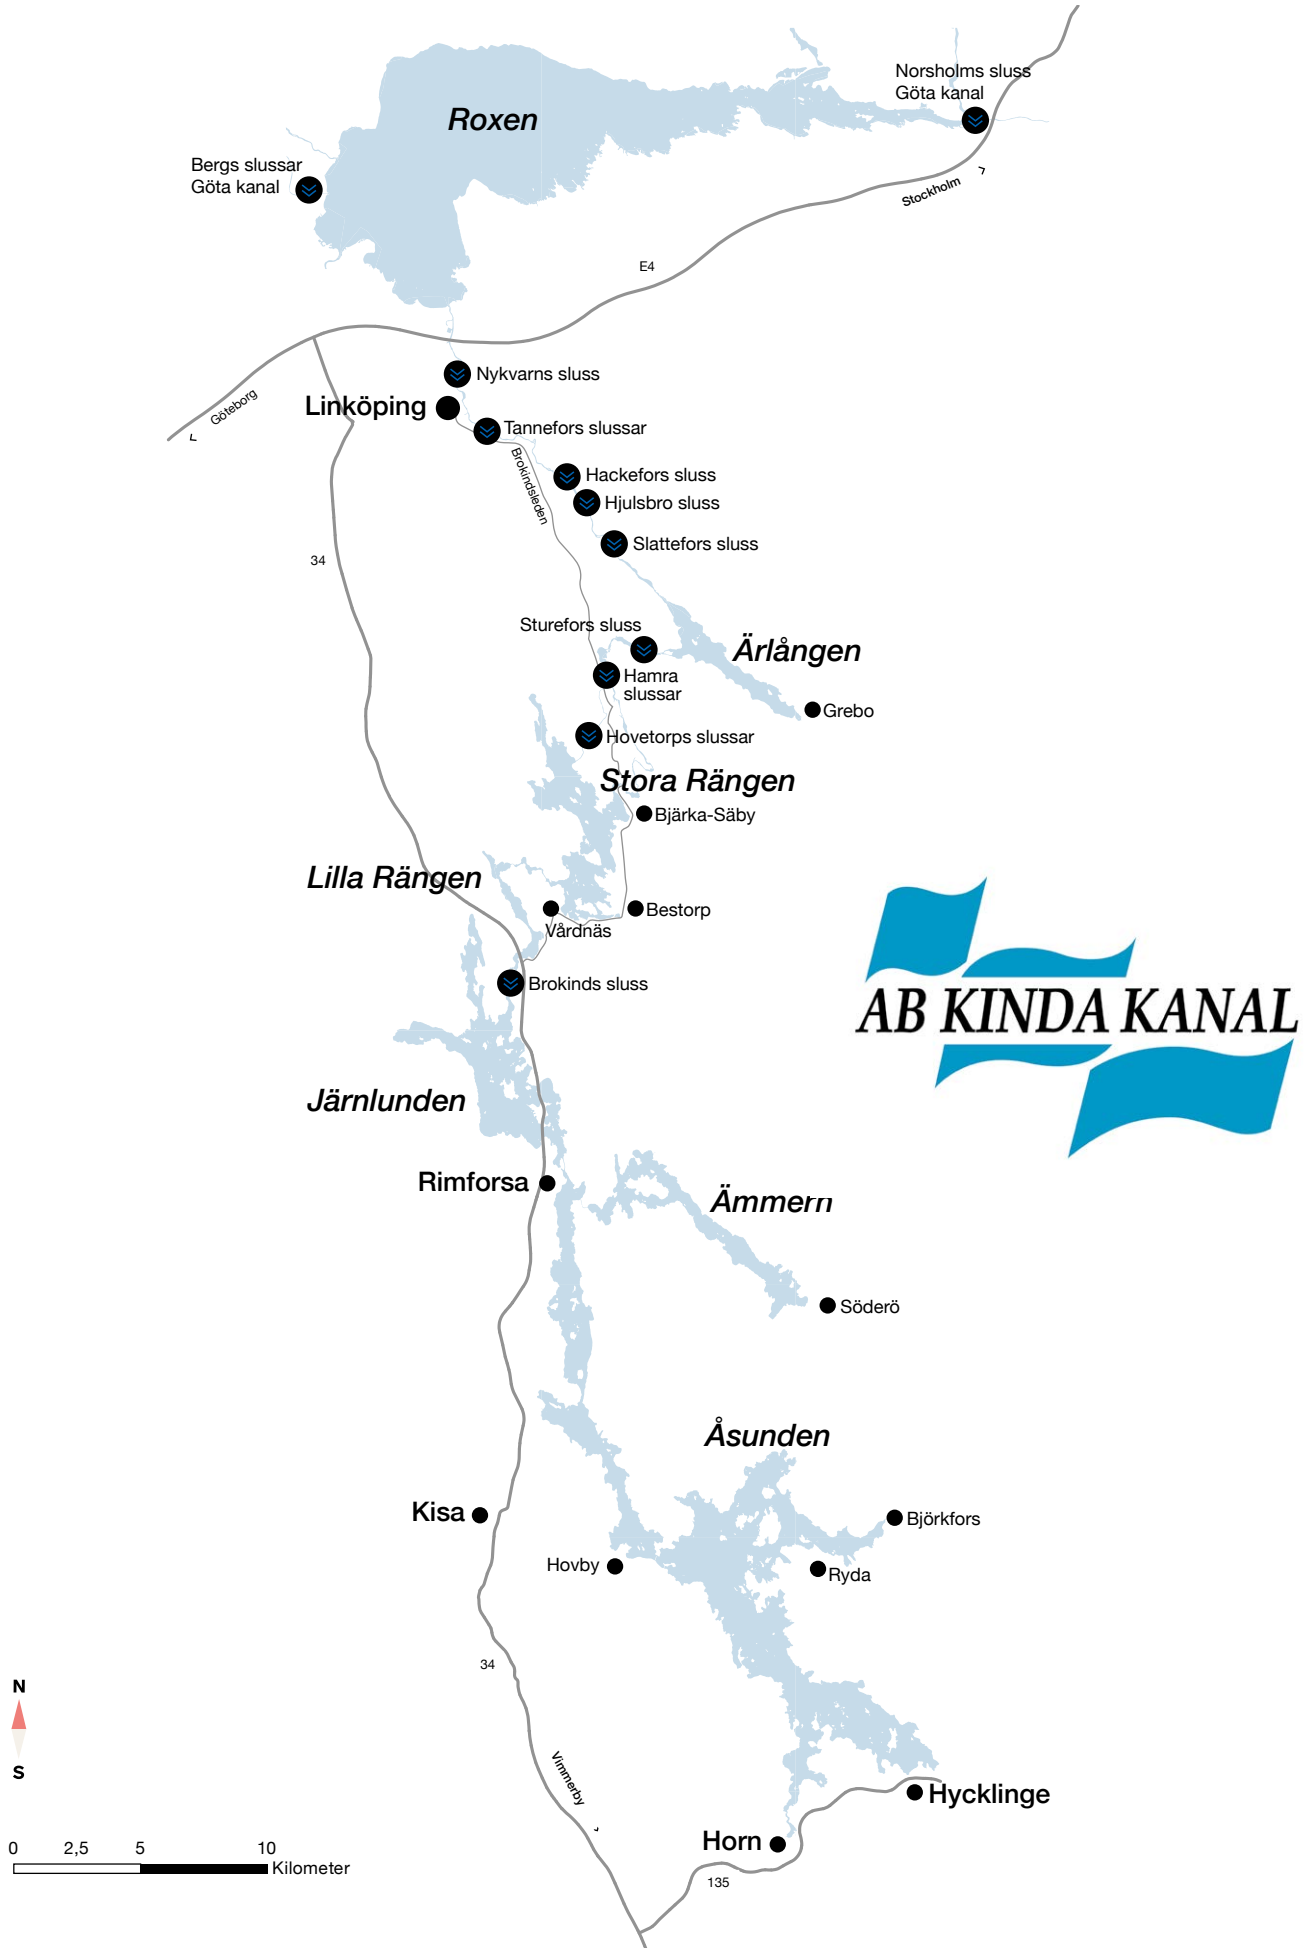 Norsholms sluss
Göta kanal
Roxen
Bergs slussar
Göta kanal
Stockholm
E4
Nykvarns sluss
Göteborg
Linköping
Tannefors slussar
Brokindsleden
Hackefors sluss
Hjulsbro sluss
Slattefors sluss
34
Sturefors sluss
Ärlången
Hamra
slussar
Grebo
Hovetorps slussar
Stora Rängen
Bjärka-Säby
Lilla Rängen
Bestorp
Vårdnäs
Brokinds sluss
AB KINDA KANAL
Järnlunden
Rimforsa
Ämmern
Söderö
Åsunden
Kisa
Björkfors
Hovby
Ryda
34
N
S
Vimmerby
Hycklinge
Horn
135
0 2,5 5 10
Kilometer